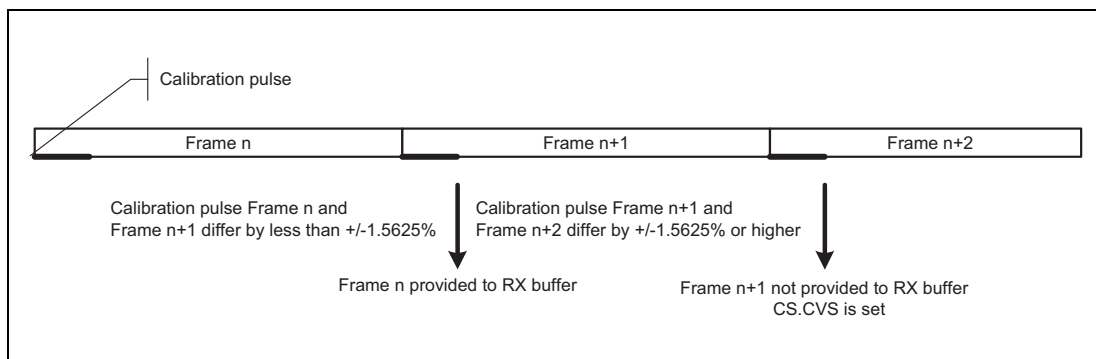 Calibration pulse
Frame n
Frame n+1
Frame n+2
Calibration pulse Frame n and
Frame n+1 differ by less than +/-1.5625%
Calibration pulse Frame n+1 and
Frame n+2 differ by +/-1.5625% or higher
Frame n provided to RX buffer
Frame n+1 not provided to RX buffer
CS.CVS is set